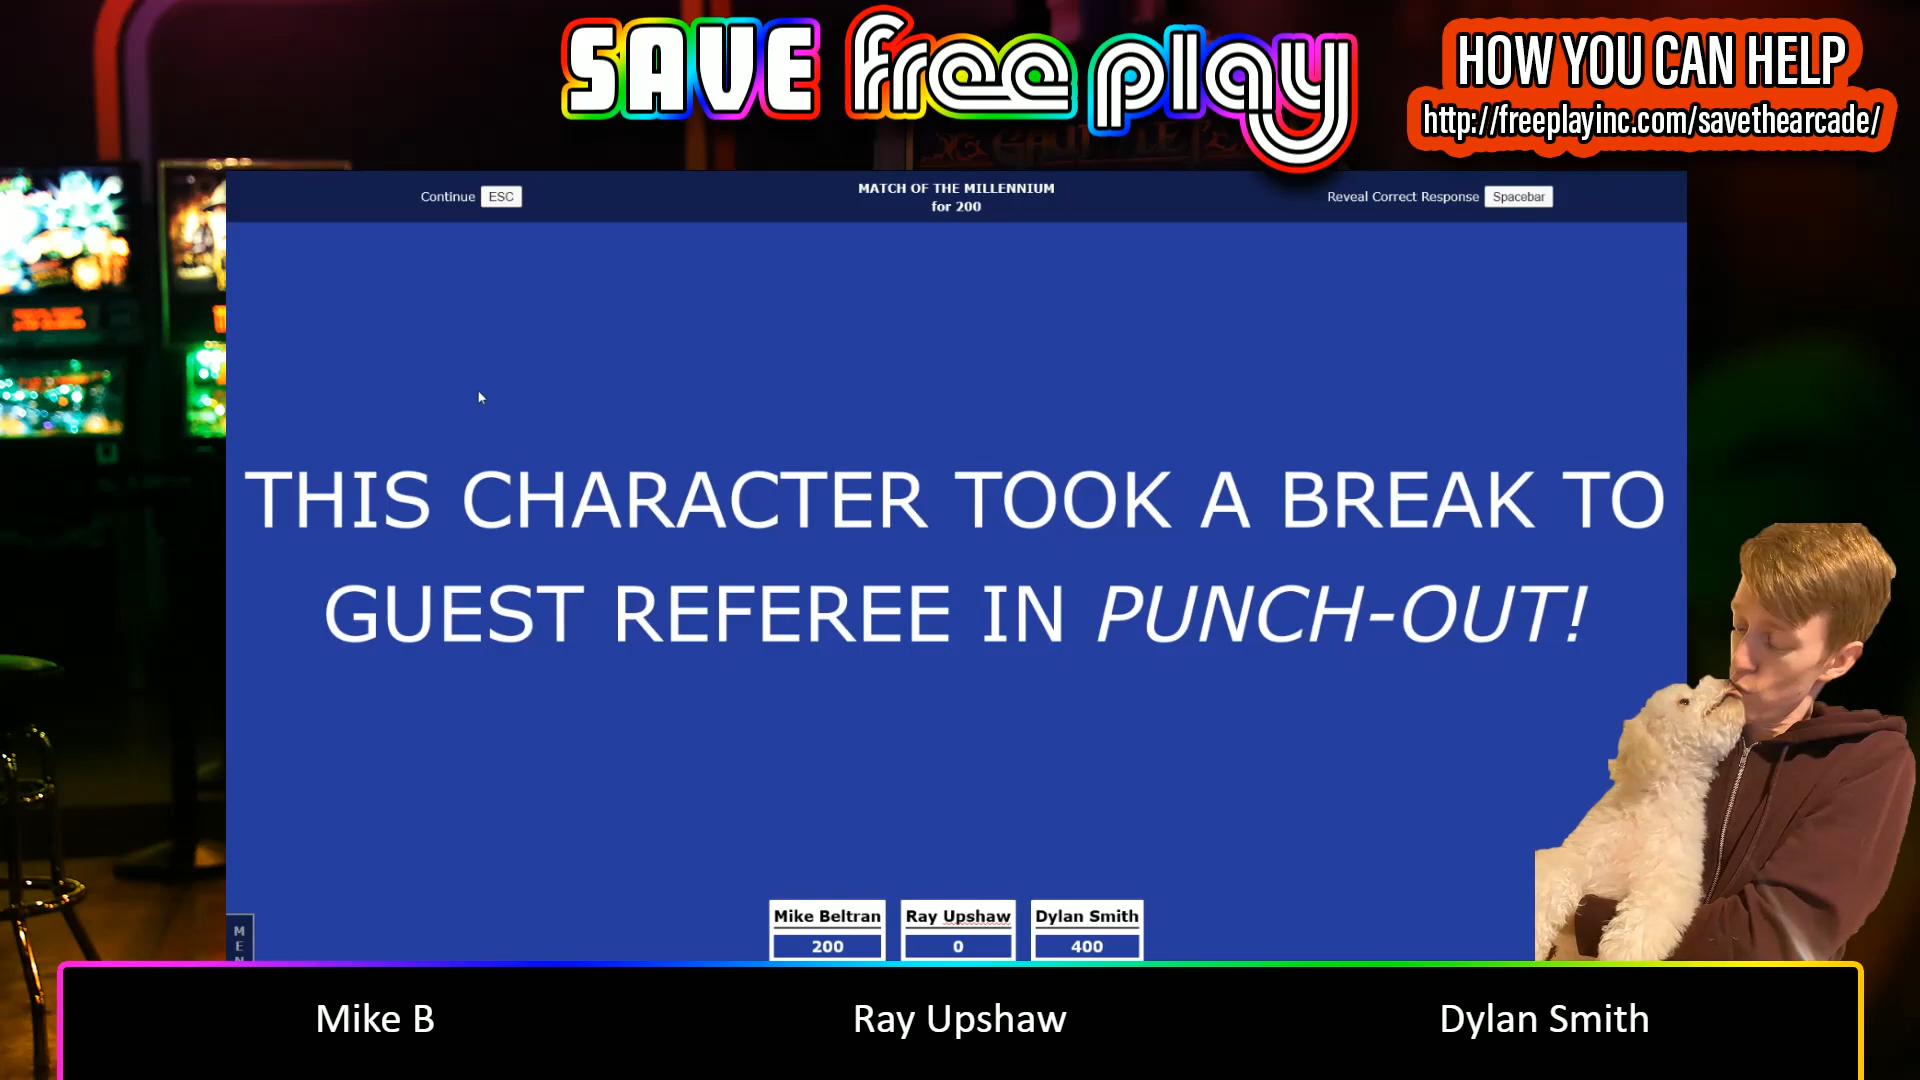 SAVE free play
HOW YOU CAN HELP
http://freeplayinc.com/savethearcade/
Continue ESC
MATCH OF THE MILLENNIUM
for 200
Reveal Correct Response Spacebar
THIS CHARACTER TOOK A BREAK TO
GUEST REFEREE IN PUNCH-OUT!
Mike Beltran
200
Ray Upshaw
0
Dylan Smith
400
M
E
N
Mike B
Ray Upshaw
Dylan Smith